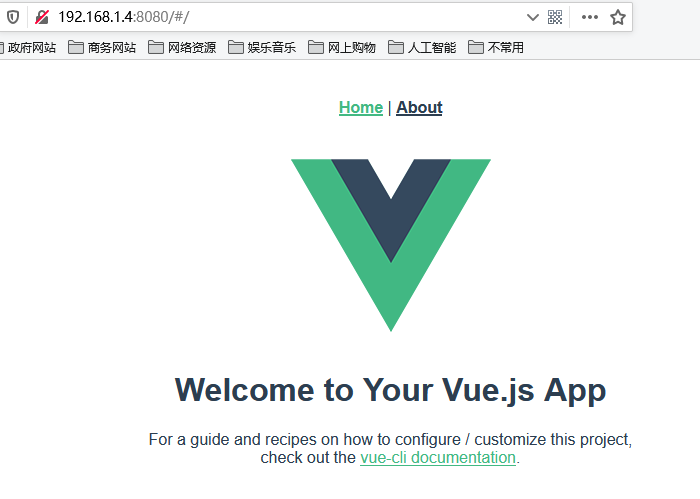 192.168.1.4:8080/#/
政府网站 商务网站 网络资源 娱乐音乐 网上购物 人工智能 不常用
Home | About
Welcome to Your Vue.js App
For a guide and recipes on how to configure / customize this project,
check out the vue-cli documentation.